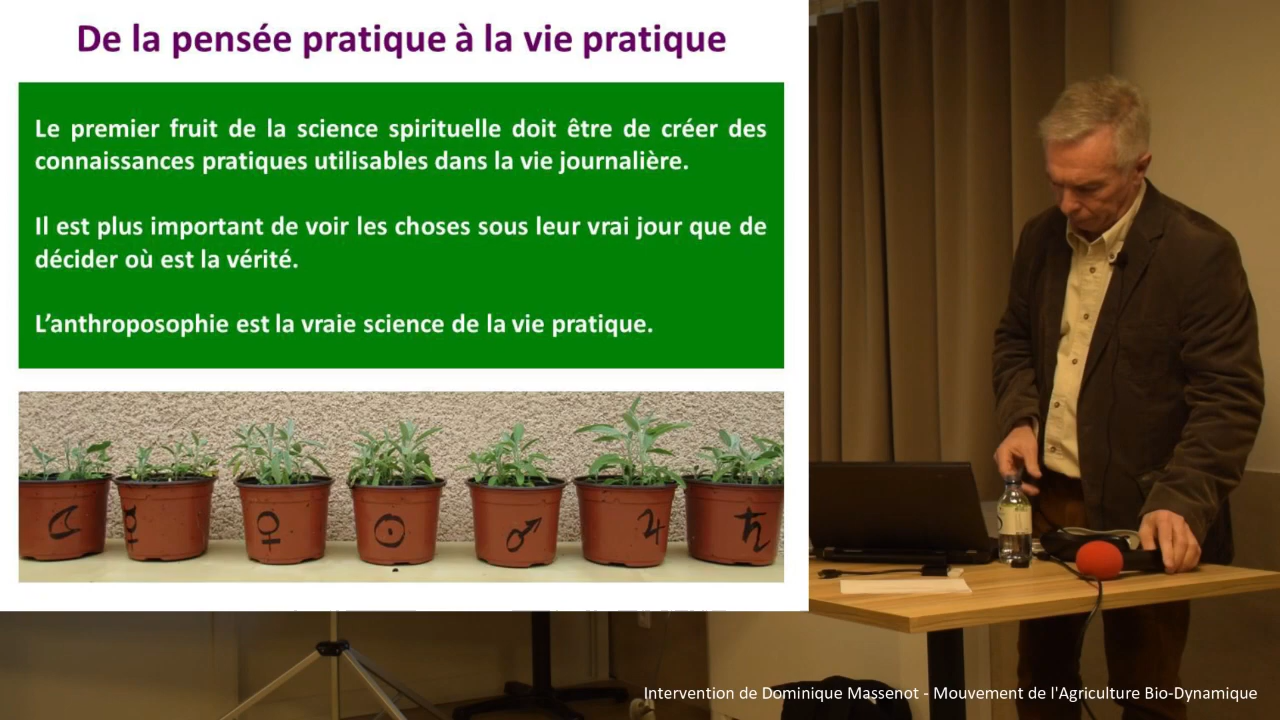 De la pensée pratique à la vie pratique
Le premier fruit de la science spirituelle doit être de créer des
connaissances pratiques utilisables dans la vie journalière.
Il est plus important de voir les choses sous leur vrai jour que de
décider où est la vérité.
L’anthroposophie est la vraie science de la vie pratique.
☾ ☿ ♀ ☉ ♂ ♃ ♄
Intervention de Dominique Massenot - Mouvement de l'Agriculture Bio-Dynamique